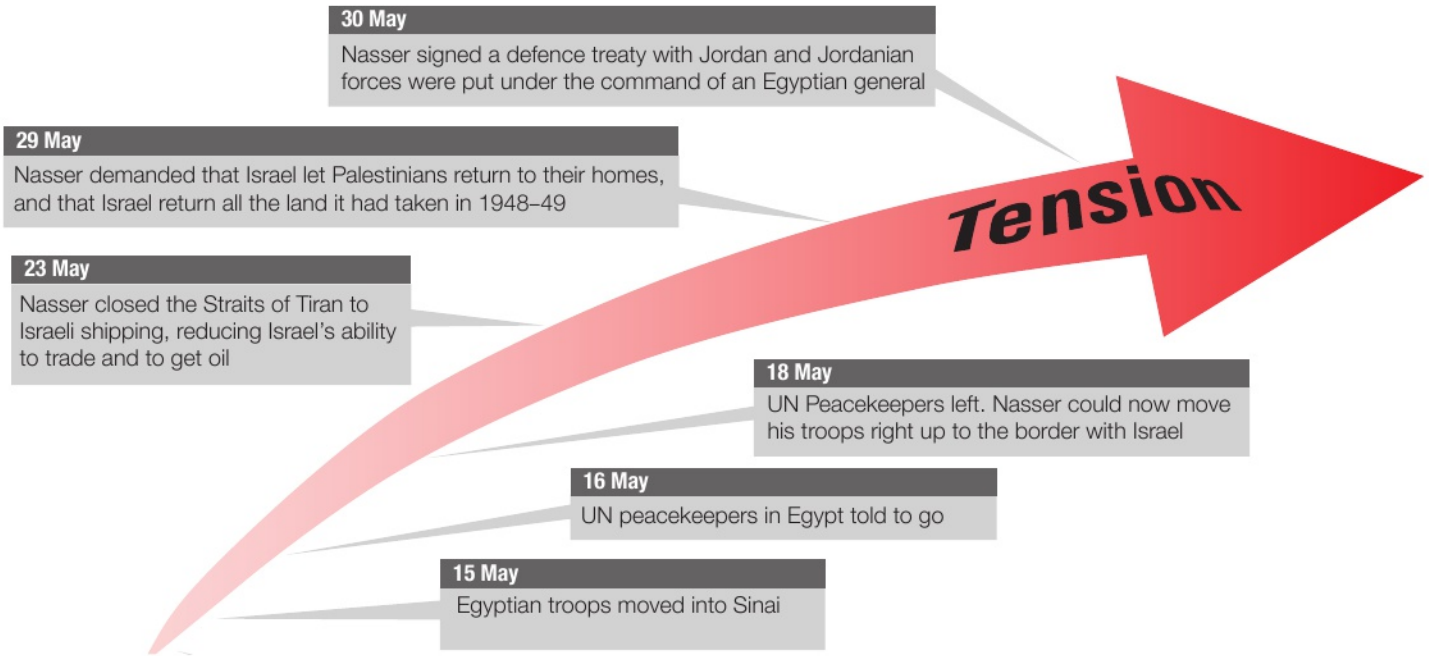 30 May
Nasser signed a defence treaty with Jordan and Jordanian
forces were put under the command of an Egyptian general
29 May
Nasser demanded that Israel let Palestinians return to their homes,
and that Israel return all the land it had taken in 1948–49
Tension
23 May
Nasser closed the Straits of Tiran to
Israeli shipping, reducing Israel's ability
to trade and to get oil
18 May
UN Peacekeepers left. Nasser could now move
his troops right up to the border with Israel
16 May
UN peacekeepers in Egypt told to go
15 May
Egyptian troops moved into Sinai